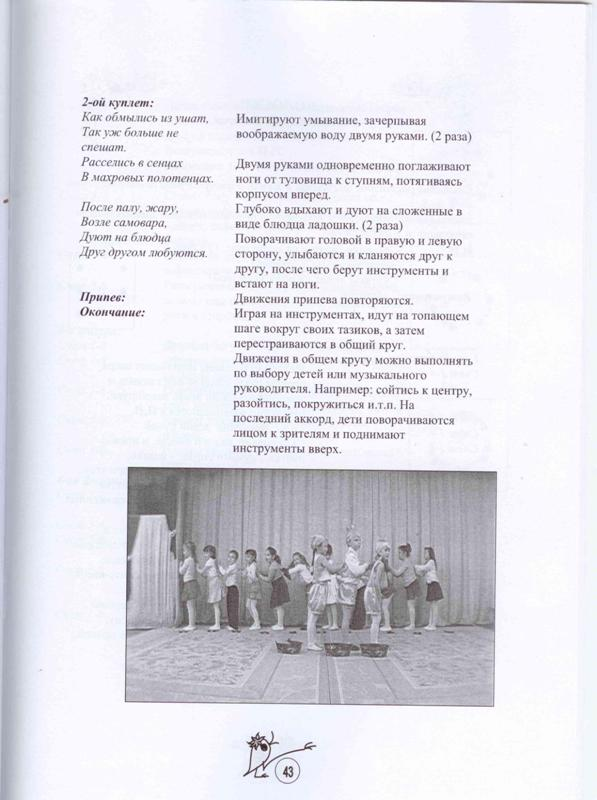 2-ой куплет:
Как обмылись из ушат,
Имитируют умывание, зачерпывая
Так уж больше не
воображаемую воду двумя руками. (2 раза)
спешат.
Расселись в сенцах
Двумя руками одновременно поглаживают
В махровых полотенцах.
ноги от туловища к ступням, потягиваясь
корпусом вперед.
После палу, жару,
Глубоко вдыхают и дуют на сложенные в
Возле самовара,
виде блюдца ладошки. (2 раза)
Дуют на блюдца
Поворачивают головой в правую и левую
Друг другом любуются.
сторону, улыбаются и кланяются друг к
другу, после чего берут инструменты и
встают на ноги.
Припев:
Движения припева повторяются.
Окончание:
Играя на инструментах, идут на топающем
шаге вокруг своих тазиков, а затем
перестраиваются в общий круг.
Движения в общем кругу можно выполнять
по выбору детей или музыкального
руководителя. Например: сойтись к центру,
разойтись, покружиться и.т.п. На
последний аккорд, дети поворачиваются
лицом к зрителям и поднимают
инструменты вверх.
43